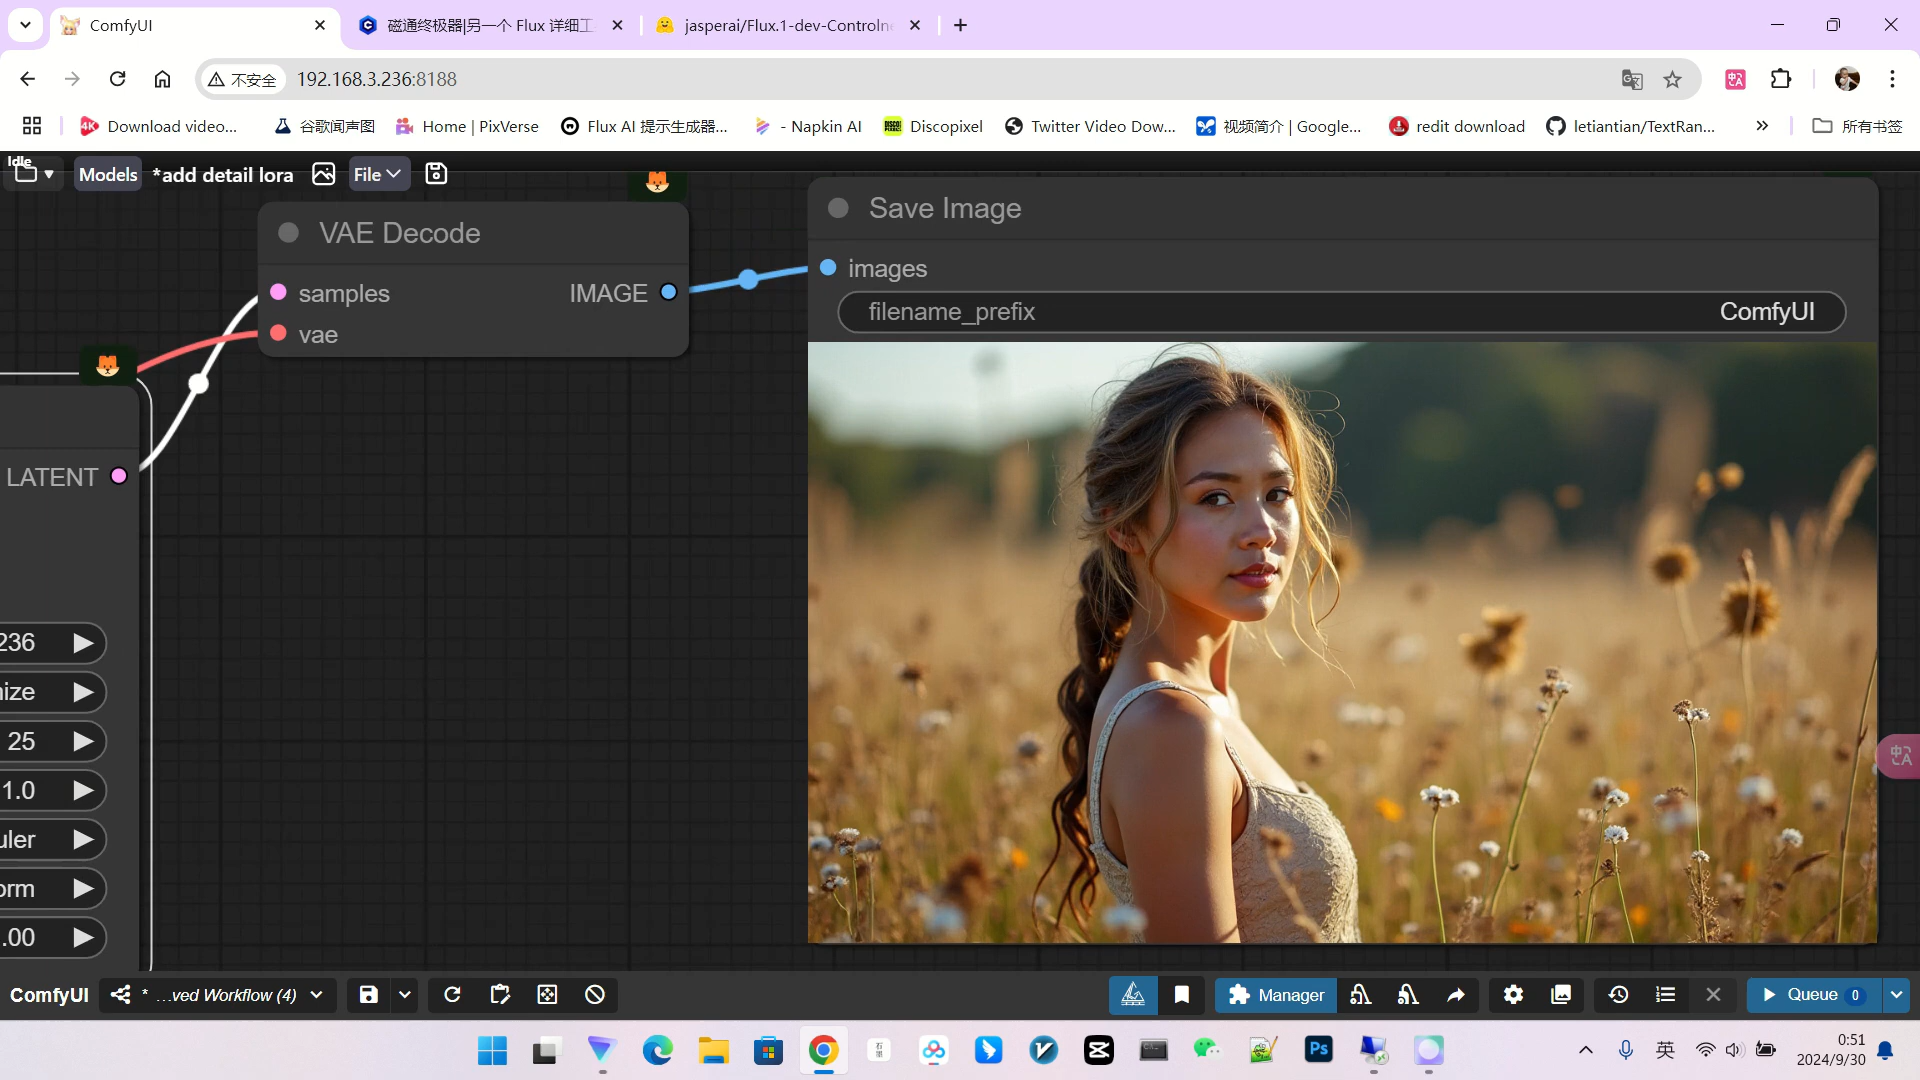 ComfyUI
磁通终极器|另一个 Flux 详细工
jasperai/Flux.1-dev-Controlne
不安全
192.168.3.236:8188
Download video...
谷歌闻声图
Home | PixVerse
Flux AI 提示生成器...
- Napkin AI
Discopixel
Twitter Video Dow...
视频简介 | Google...
redit download
letiantian/TextRan...
所有书签
Idle
Models
*add detail lora
File
VAE Decode
samples
IMAGE
vae
Save Image
images
filename_prefix
ComfyUI
LATENT
236
nize
25
1.0
uler
orm
.00
ComfyUI
* ...ved Workflow (4)
Manager
Queue 0
英
Ps
0:51
2024/9/30